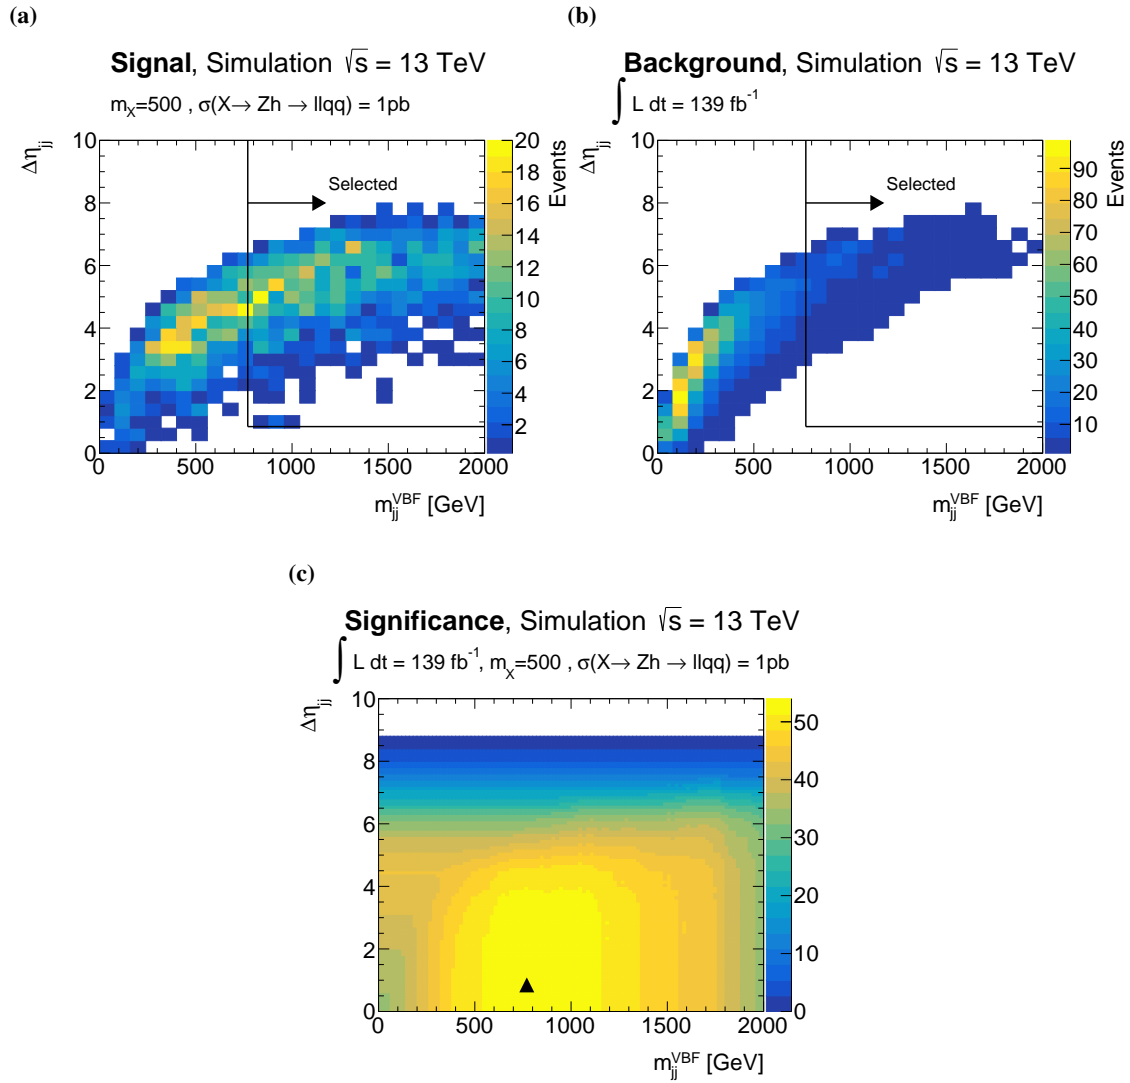 (a)
Signal, Simulation √s = 13 TeV
m_X=500 , σ(X→ Zh → llqq) = 1pb
Δη_jj
10
8
6
4
2
0
Selected
0 500 1000 1500 2000
m_jj^VBF [GeV]
20
18
16
14
12
10
8
6
4
2
Events
(b)
Background, Simulation √s = 13 TeV
∫ L dt = 139 fb^-1
Δη_jj
10
8
6
4
2
0
Selected
0 500 1000 1500 2000
m_jj^VBF [GeV]
90
80
70
60
50
40
30
20
10
Events
(c)
Significance, Simulation √s = 13 TeV
∫ L dt = 139 fb^-1, m_X=500 , σ(X→ Zh → llqq) = 1pb
Δη_jj
10
8
6
4
2
0
0 500 1000 1500 2000
m_jj^VBF [GeV]
50
40
30
20
10
0